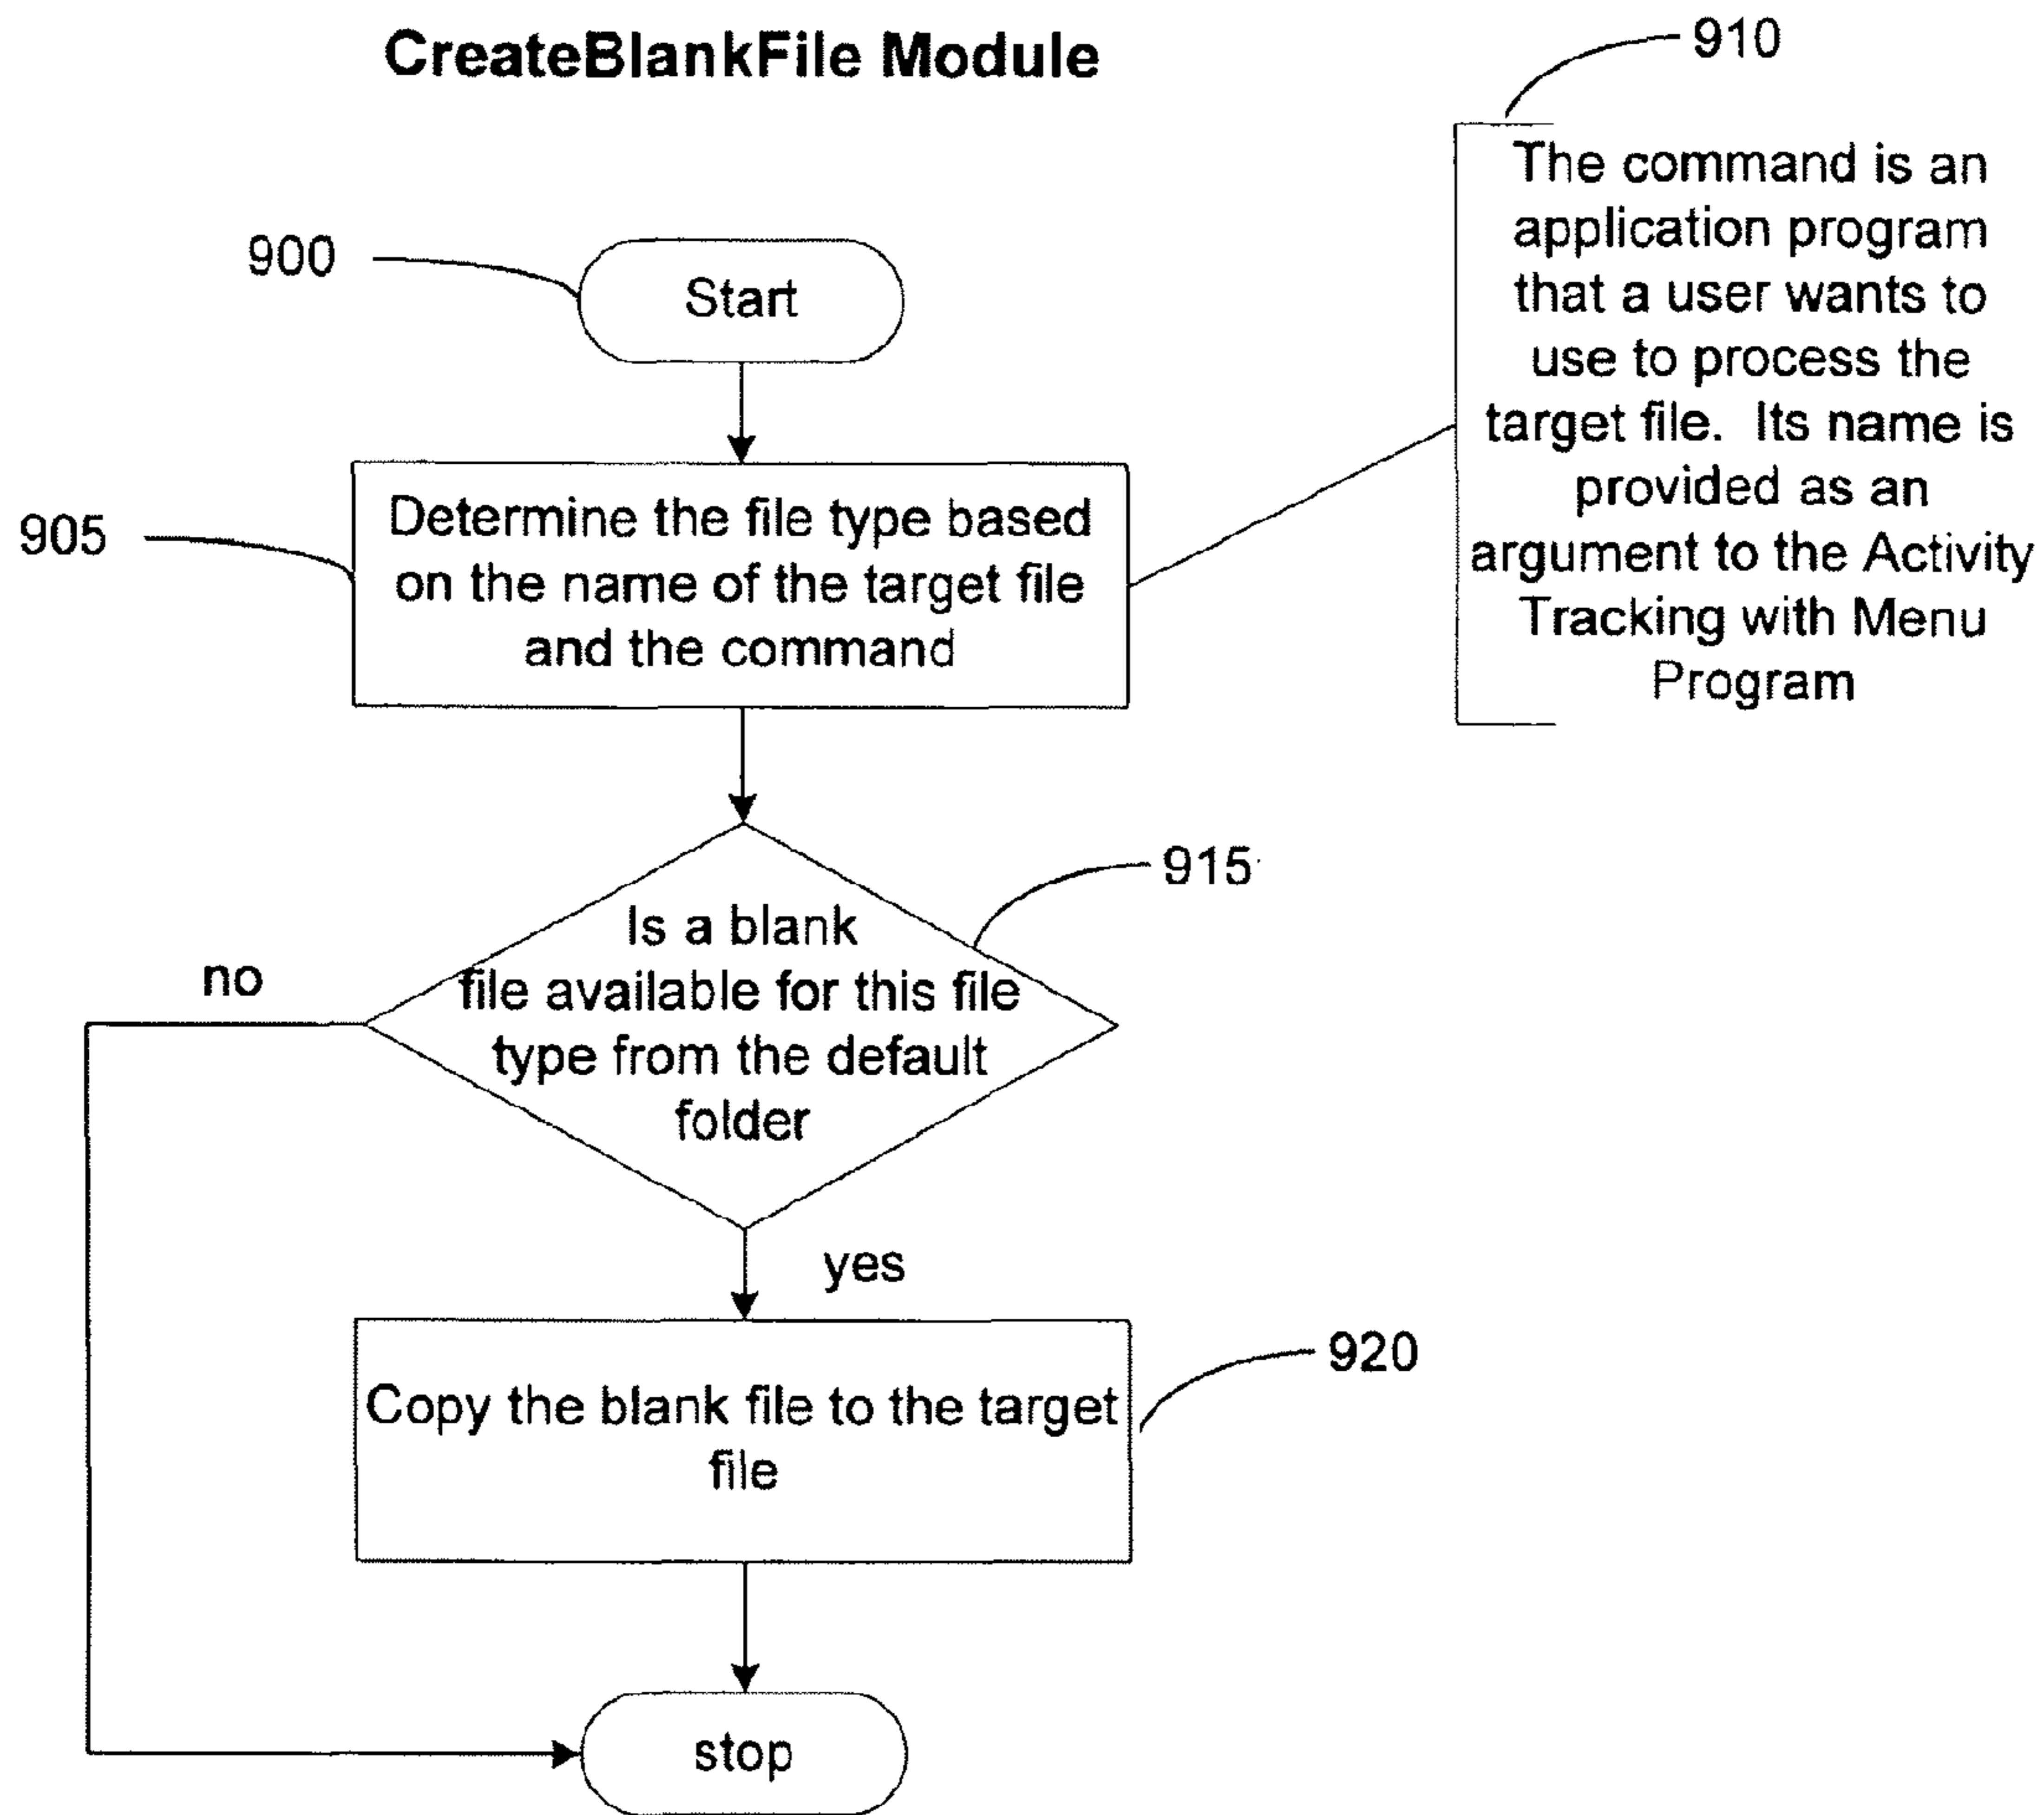 CreateBlankFile Module
910
The command is an
application program
that a user wants to
use to process the
target file. Its name is
provided as an
argument to the Activity
Tracking with Menu
Program
900
Start
905
Determine the file type based
on the name of the target file
and the command
915
Is a blank
file available for this file
type from the default
folder
no
yes
920
Copy the blank file to the target
file
stop